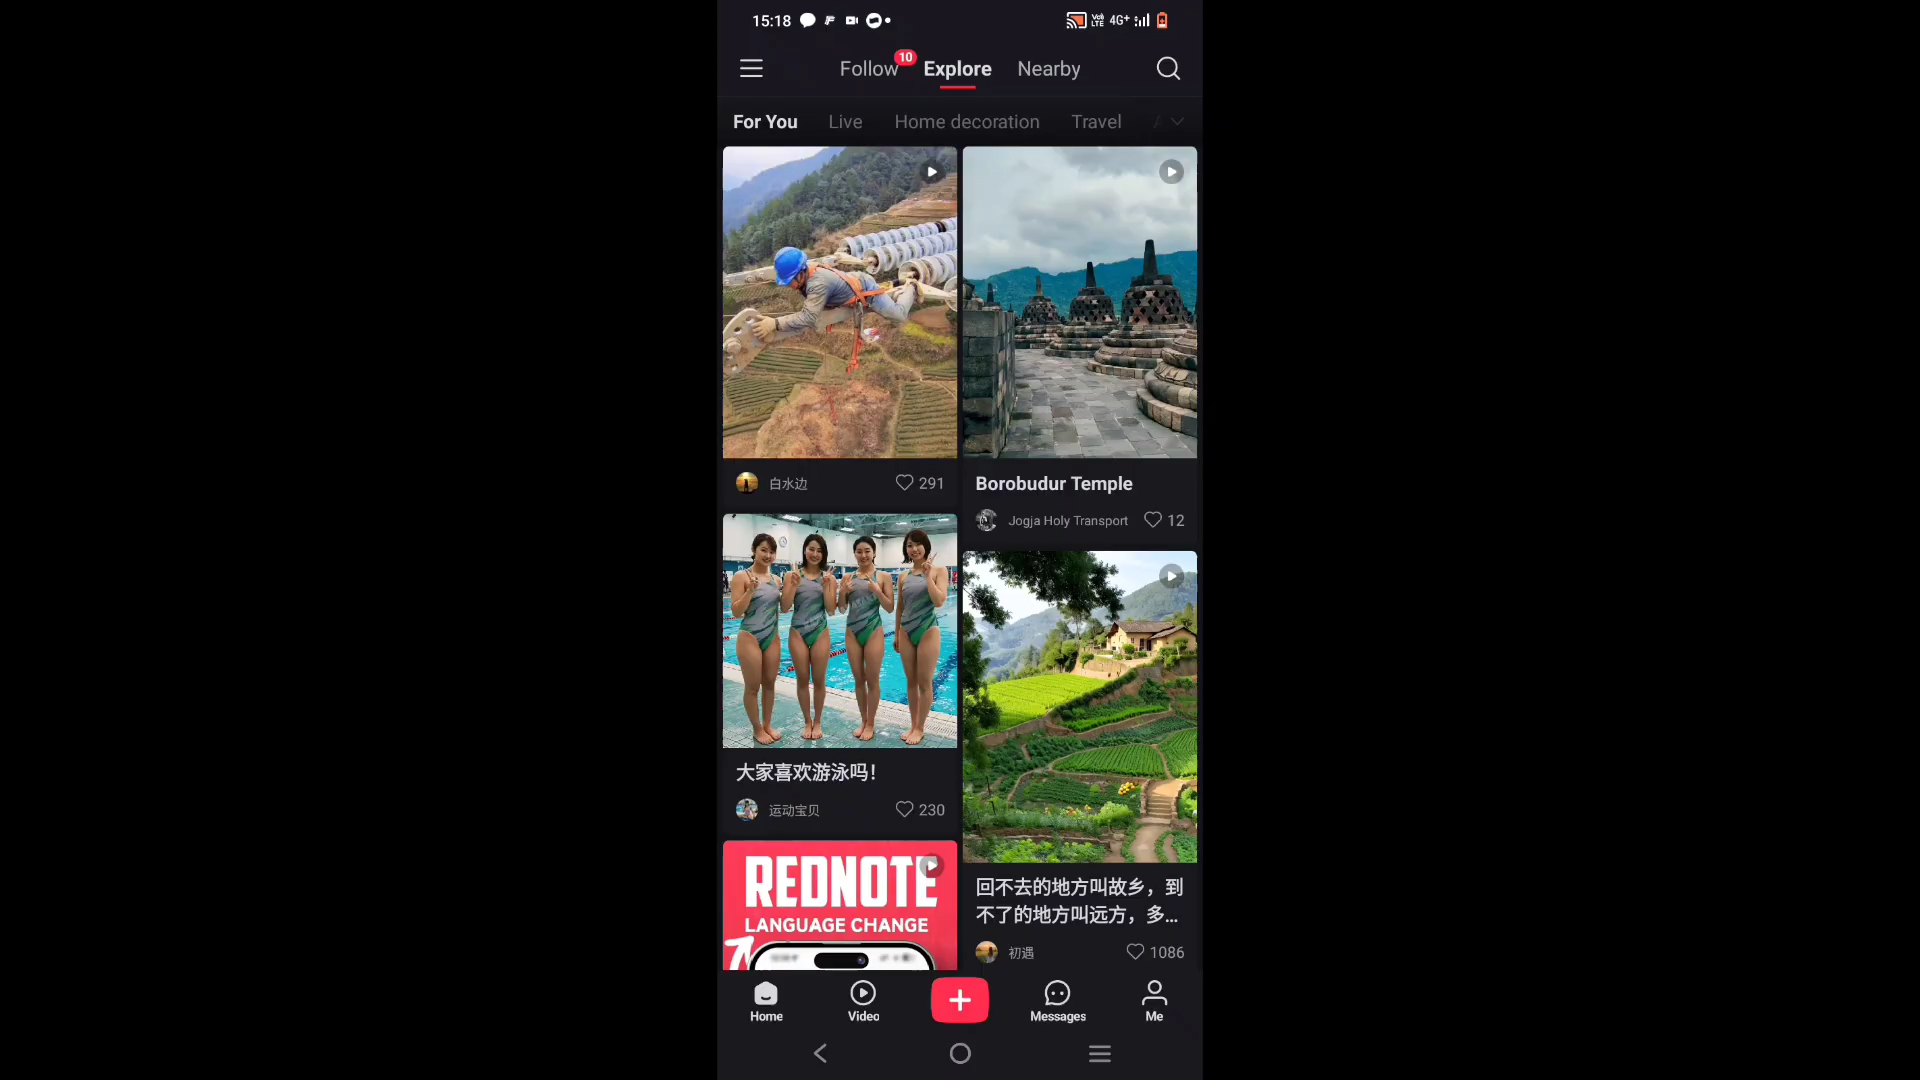 15:18
VoD LTE 4G+
Follow 10 Explore Nearby
For You Live Home decoration Travel
白水边 291
Borobudur Temple
Jogja Holy Transport 12
大家喜欢游泳吗！
运动宝贝 230
REDNOTE
LANGUAGE CHANGE
回不去的地方叫故乡，到
不了的地方叫远方，多...
初遇 1086
Home Video Messages Me